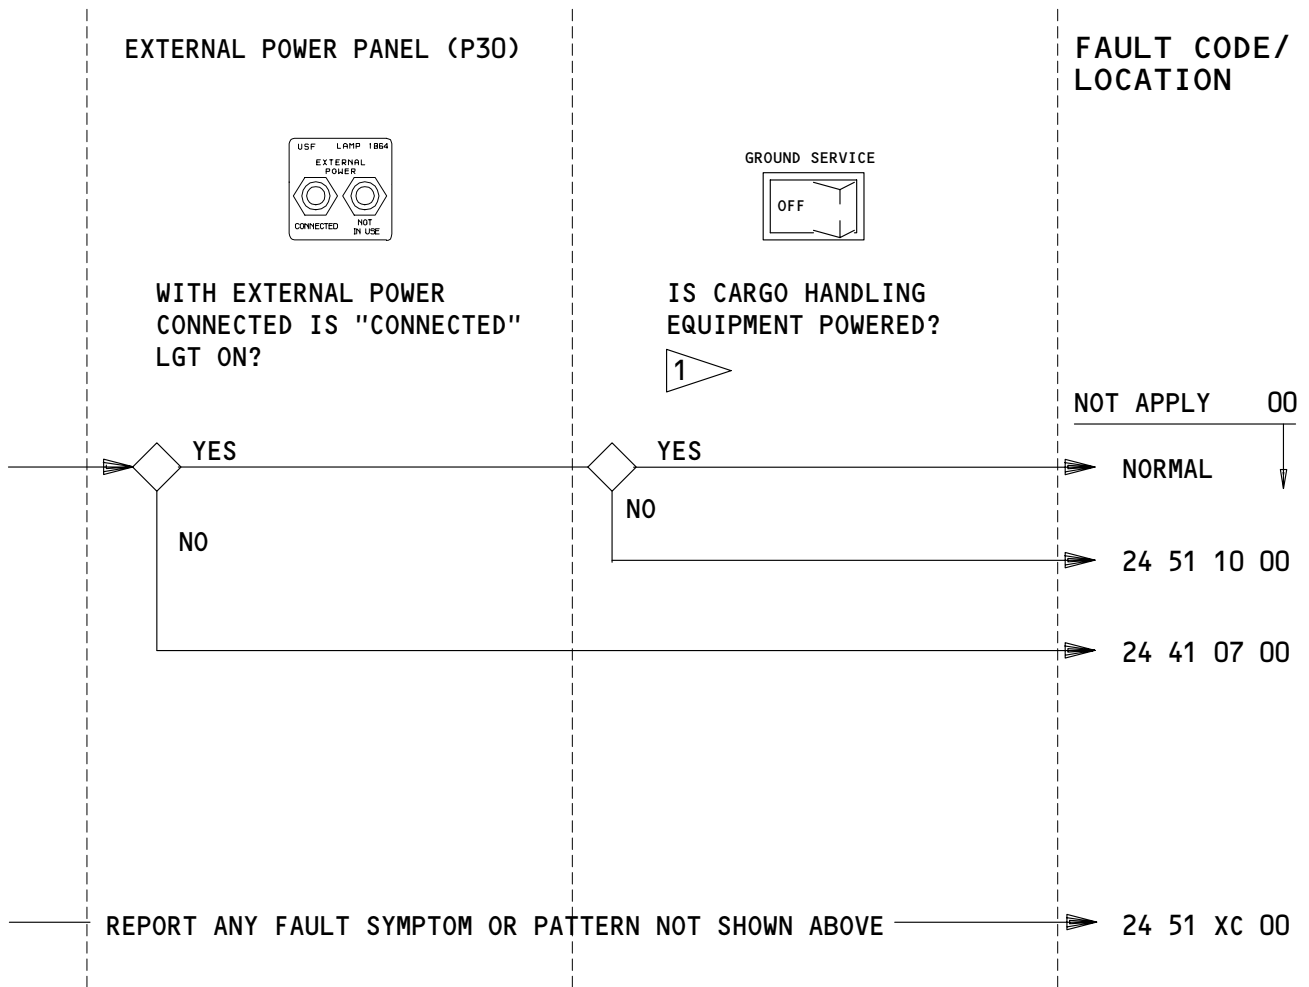 EXTERNAL POWER PANEL (P30)
FAULT CODE/
LOCATION
USF LAMP 1864
EXTERNAL
POWER
CONNECTED
NOT
IN USE
GROUND SERVICE
OFF
WITH EXTERNAL POWER
CONNECTED IS "CONNECTED"
LGT ON?
IS CARGO HANDLING
EQUIPMENT POWERED?
1
NOT APPLY 00
YES
YES
NORMAL
NO
NO
24 51 10 00
24 41 07 00
REPORT ANY FAULT SYMPTOM OR PATTERN NOT SHOWN ABOVE
24 51 XC 00